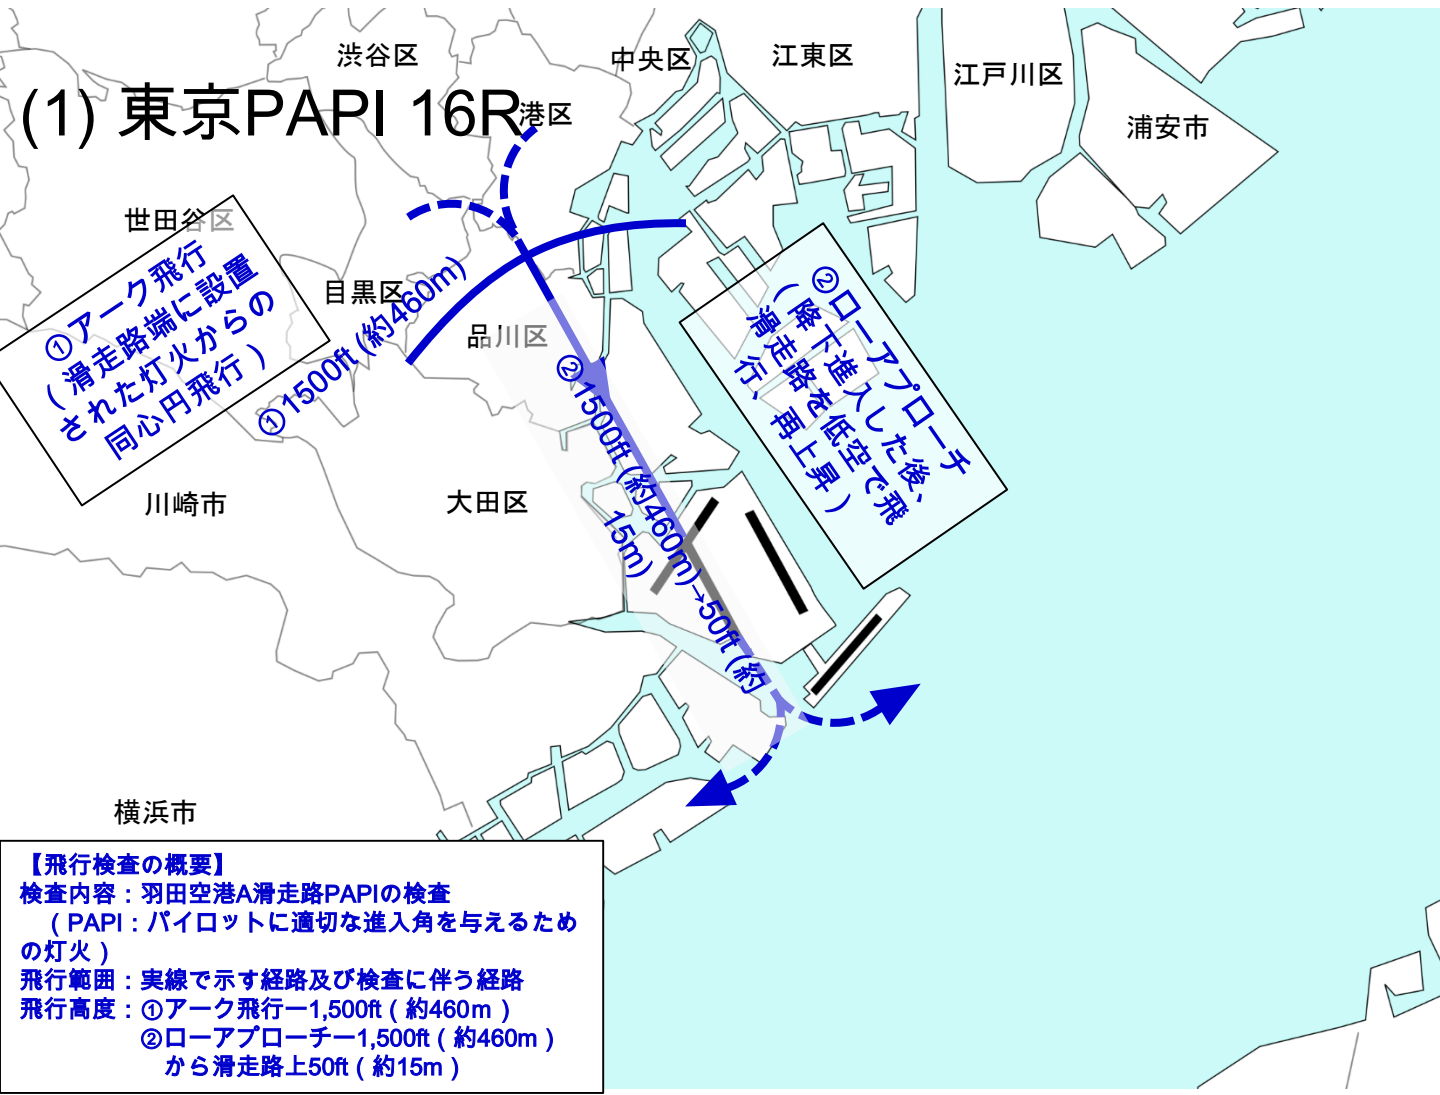 (1) 東京PAPI 16R
渋谷区
中央区
江東区
江戸川区
港区
浦安市
世田谷区
目黒区
品川区
川崎市
大田区
横浜市
①アーク飛行
(滑走路端に設置
された灯火からの
同心円飛行)
①1500ft (約460m)
②1500ft (約460m)→50ft (約
15m)
②ローアプローチ
(降下進入した後、
滑走路を低空で飛
行、再上昇)
【飛行検査の概要】
検査内容：羽田空港A滑走路PAPIの検査
(PAPI：パイロットに適切な進入角を与えるため
の灯火)
飛行範囲：実線で示す経路及び検査に伴う経路
飛行高度：①アーク飛行ー1,500ft (約460m)
②ローアプローチー1,500ft (約460m)
から滑走路上50ft (約15m)